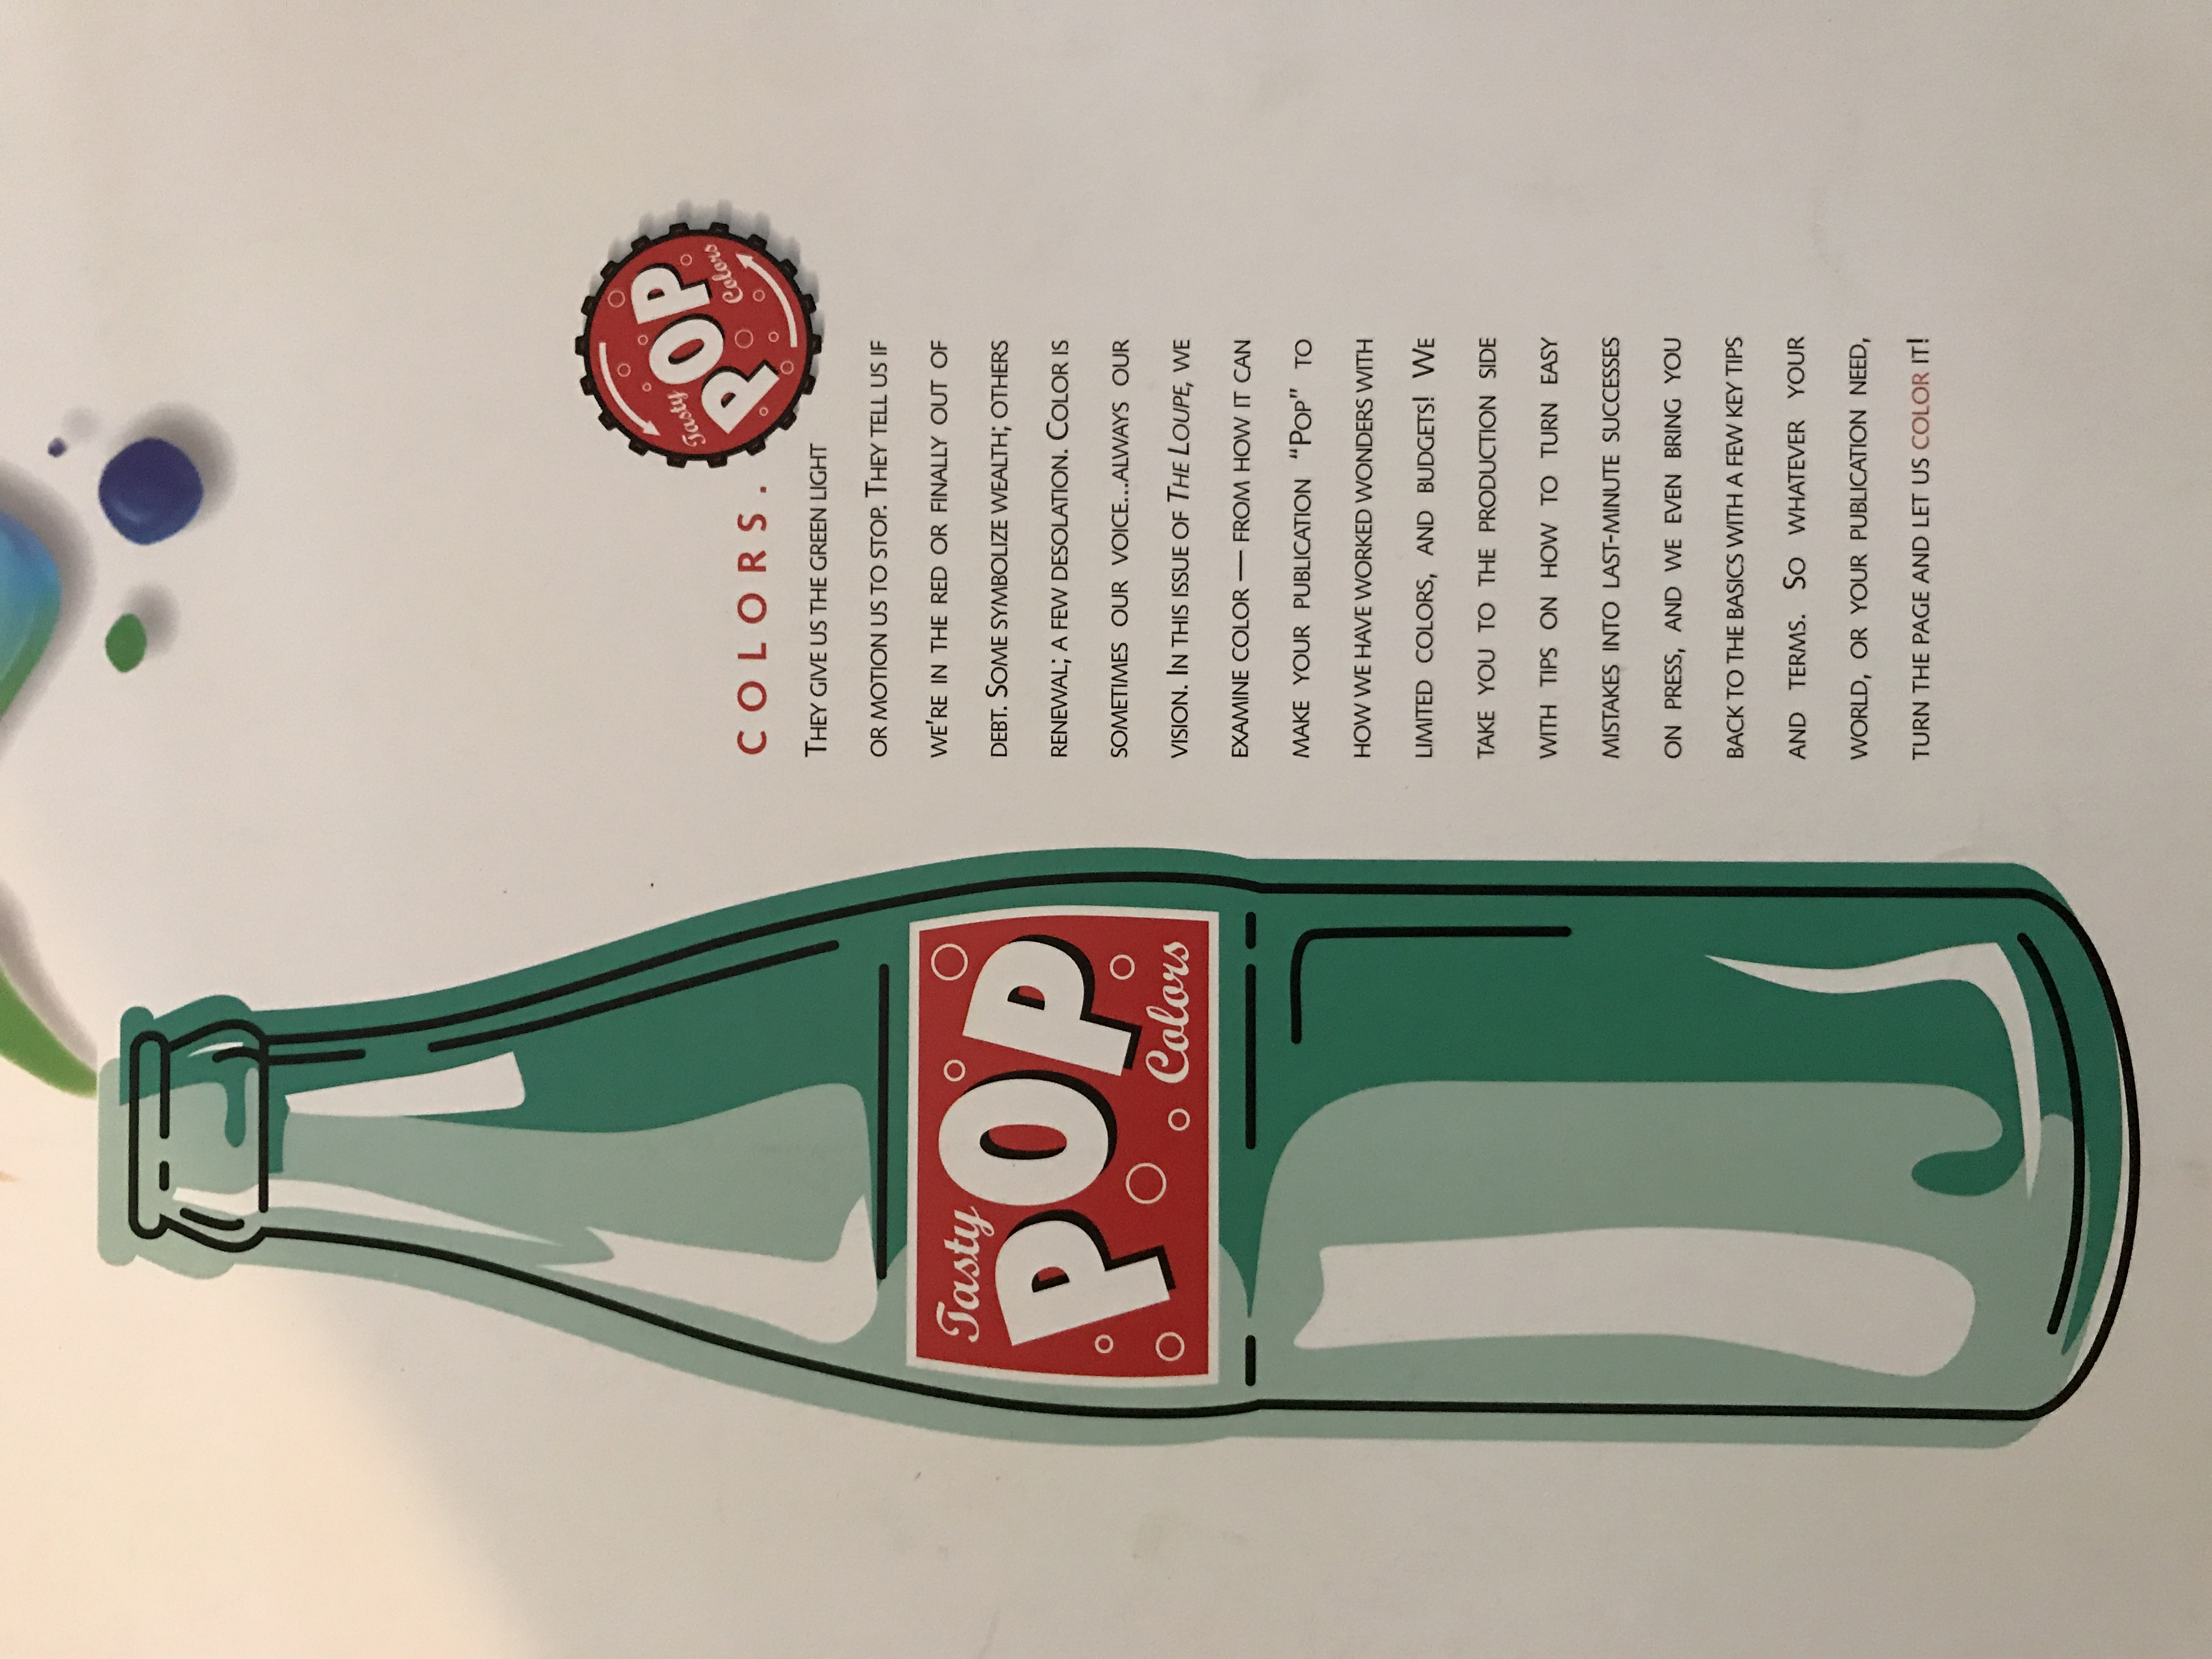 Tasty
POP
Colors
COLORS.
THEY GIVE US THE GREEN LIGHT
OR MOTION US TO STOP. THEY TELL US IF
WE'RE IN THE RED OR FINALLY OUT OF
DEBT. SOME SYMBOLIZE WEALTH; OTHERS
RENEWAL; A FEW DESOLATION. COLOR IS
SOMETIMES OUR VOICE...ALWAYS OUR
VISION. IN THIS ISSUE OF THE LOUPE, WE
EXAMINE COLOR — FROM HOW IT CAN
MAKE YOUR PUBLICATION "POP" TO
HOW WE HAVE WORKED WONDERS WITH
LIMITED COLORS, AND BUDGETS! WE
TAKE YOU TO THE PRODUCTION SIDE
WITH TIPS ON HOW TO TURN EASY
MISTAKES INTO LAST-MINUTE SUCCESSES
ON PRESS, AND WE EVEN BRING YOU
BACK TO THE BASICS WITH A FEW KEY TIPS
AND TERMS. SO WHATEVER YOUR
WORLD, OR YOUR PUBLICATION NEED,
TURN THE PAGE AND LET US COLOR IT!
Tasty
POP
Colors